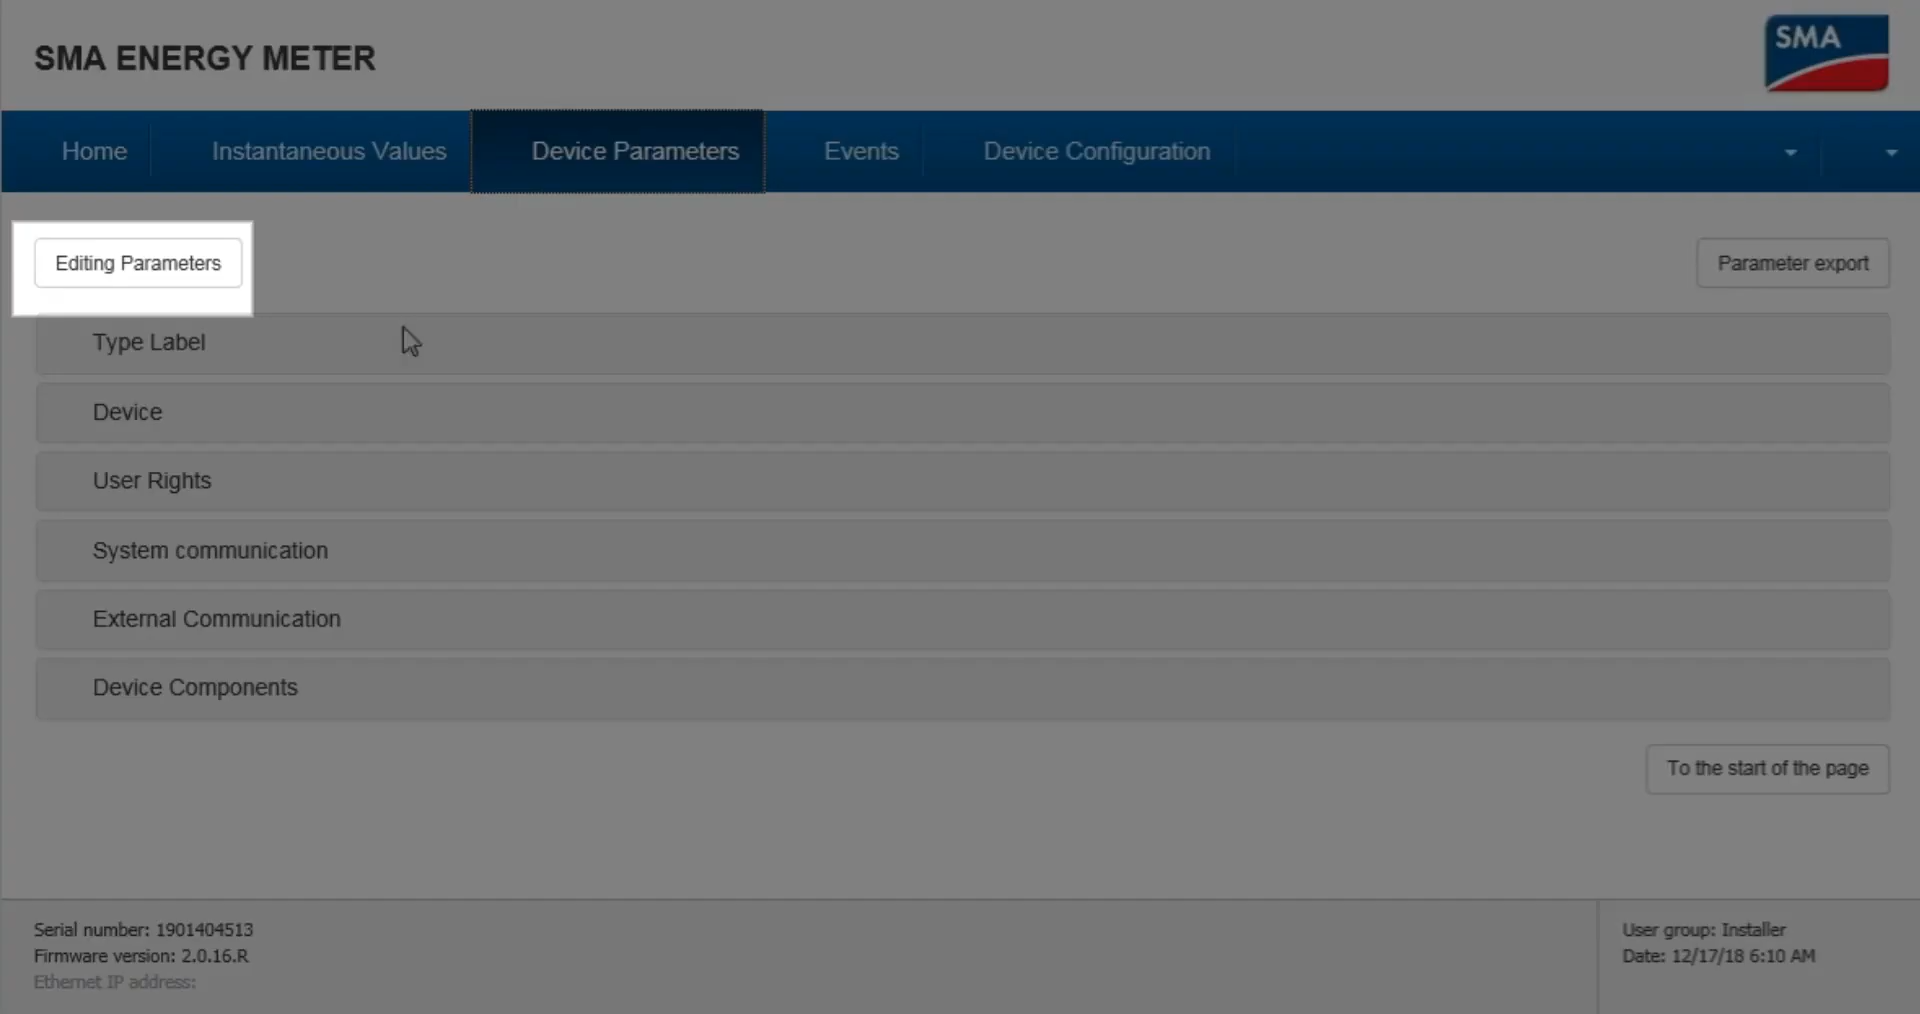 SMA ENERGY METER
SMA
Home
Instantaneous Values
Device Parameters
Events
Device Configuration
Editing Parameters
Parameter export
Type Label
Device
User Rights
System communication
External Communication
Device Components
To the start of the page
Serial number: 1901404513
Firmware version: 2.0.16.R
Ethernet IP address:
User group: Installer
Date: 12/17/18 6:10 AM